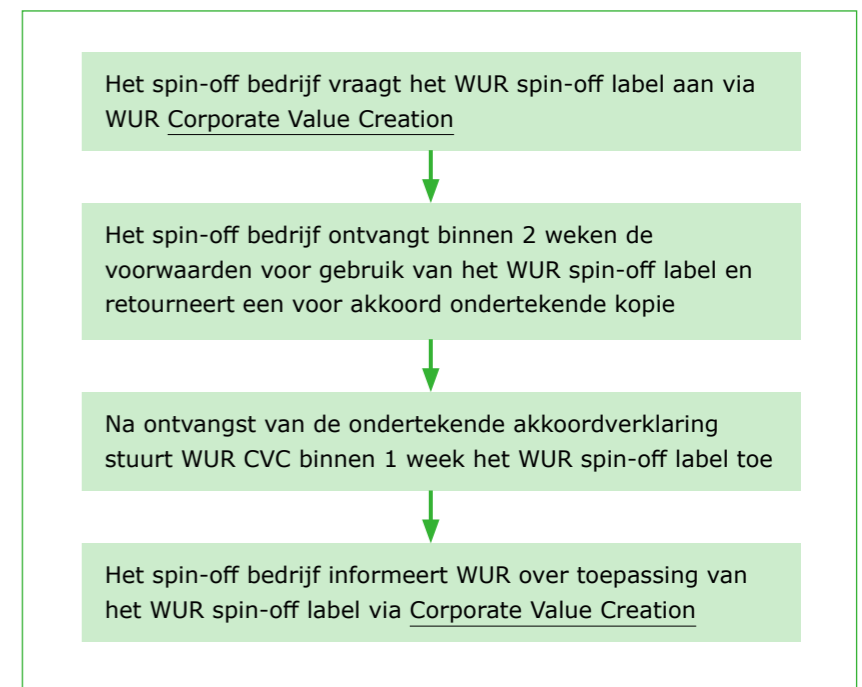 Het spin-off bedrijf vraagt het WUR spin-off label aan via
WUR Corporate Value Creation
Het spin-off bedrijf ontvangt binnen 2 weken de
voorwaarden voor gebruik van het WUR spin-off label en
retourneert een voor akkoord ondertekende kopie
Na ontvangst van de ondertekende akkoordverklaring
stuurt WUR CVC binnen 1 week het WUR spin-off label toe
Het spin-off bedrijf informeert WUR over toepassing van
het WUR spin-off label via Corporate Value Creation